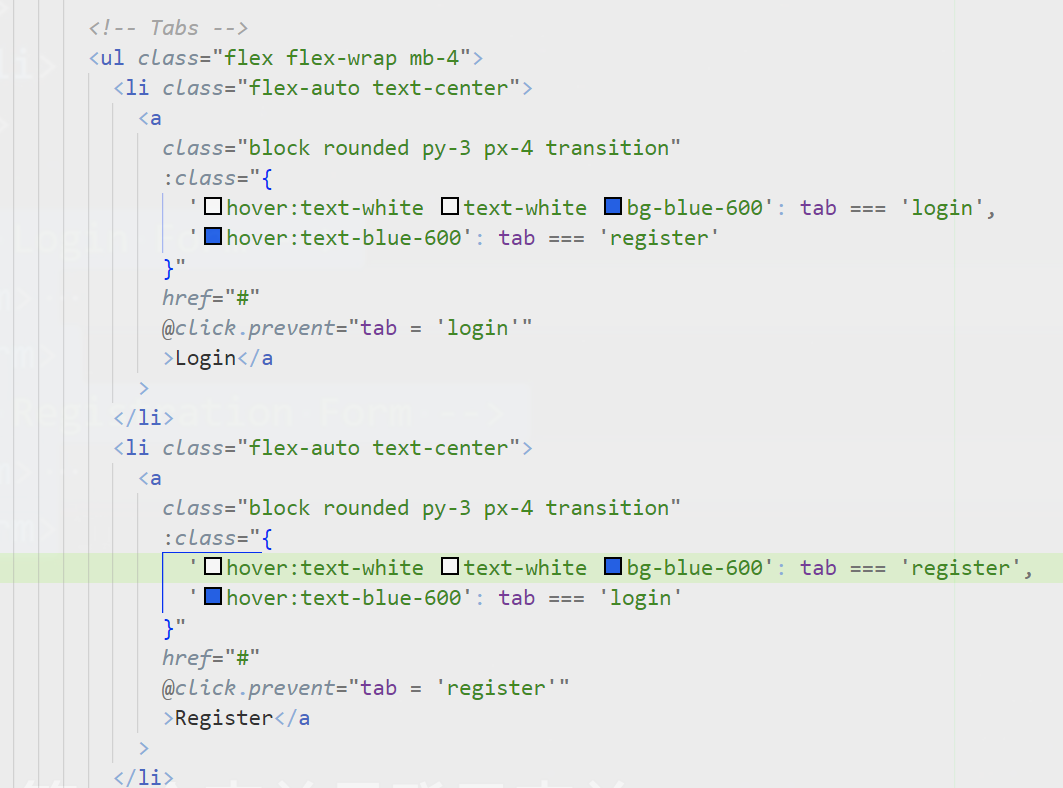 <!-- Tabs -->
<ul class="flex flex-wrap mb-4">
<li class="flex-auto text-center">
<a
class="block rounded py-3 px-4 transition"
:class="{
'hover:text-white text-white bg-blue-600': tab === 'login',
'hover:text-blue-600': tab === 'register'
}"
href="#"
@click.prevent="tab = 'login'"
>Login</a
>
</li>
<li class="flex-auto text-center">
<a
class="block rounded py-3 px-4 transition"
:class="{
'hover:text-white text-white bg-blue-600': tab === 'register',
'hover:text-blue-600': tab === 'login'
}"
href="#"
@click.prevent="tab = 'register'"
>Register</a
>
</li>